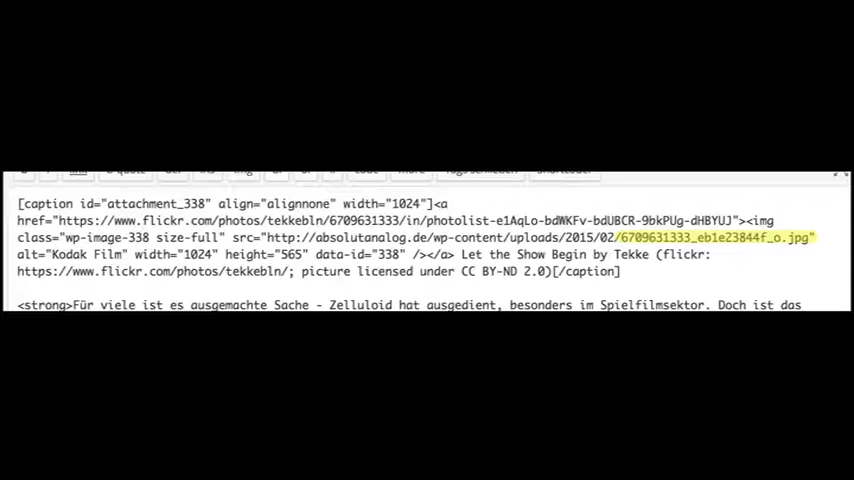 [caption id="attachment_338" align="alignnone" width="1024"]<a
href="https://www.flickr.com/photos/tekkebln/6709631333/in/photolist-e1AqLo-bdWKFv-bdUBCR-9bkPUg-dHBYUJ"><img
class="wp-image-338 size-full" src="http://absolutanalog.de/wp-content/uploads/2015/02/6709631333_eb1e23844f_o.jpg"
alt="Kodak Film" width="1024" height="565" data-id="338" /></a> Let the Show Begin by Tekke (flickr:
https://www.flickr.com/photos/tekkebln/; picture licensed under CC BY-ND 2.0)[/caption]
<strong>Für viele ist es ausgemachte Sache - Zelluloid hat ausgedient, besonders im Spielfilmsektor. Doch ist das